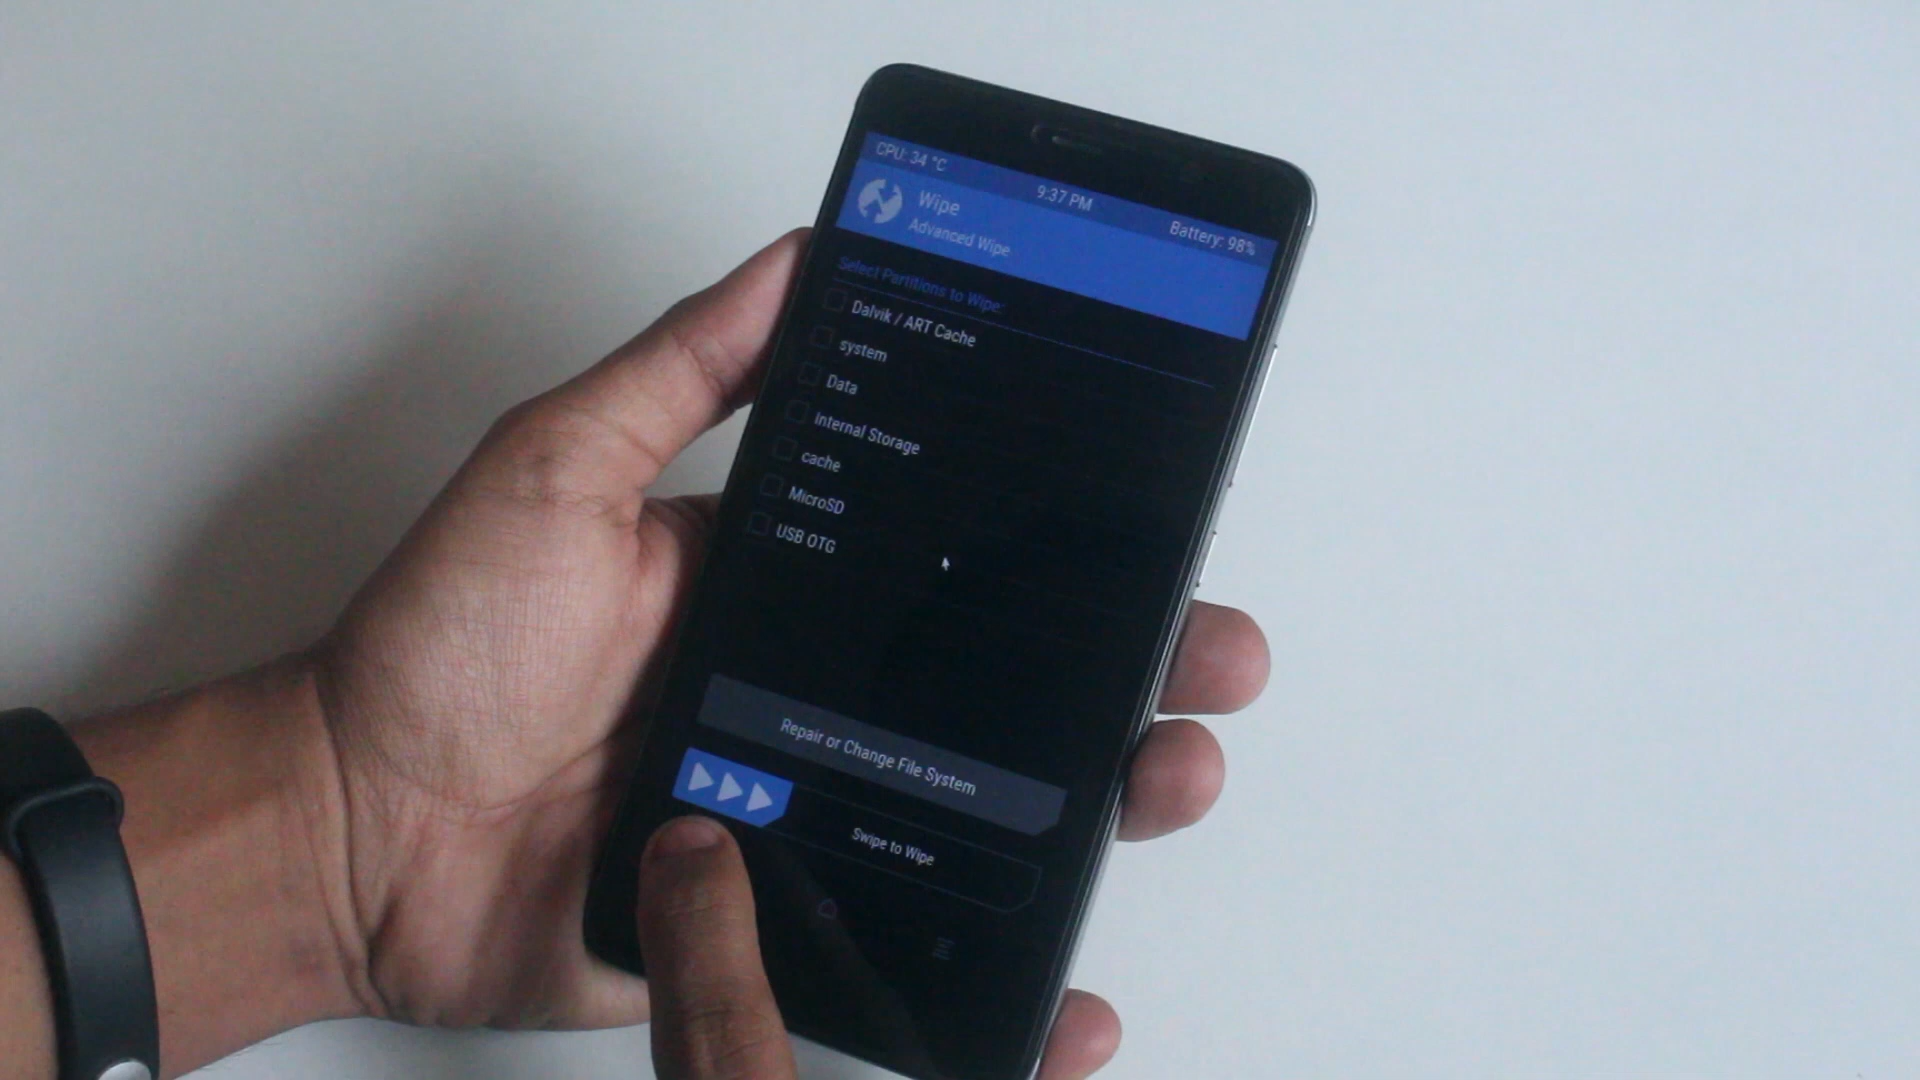 CPU: 34 °C
9:37 PM
Battery: 98%
Wipe
Advanced Wipe
Select Partitions to Wipe:
Dalvik / ART Cache
system
Data
Internal Storage
cache
MicroSD
USB OTG
Repair or Change File System
Swipe to Wipe